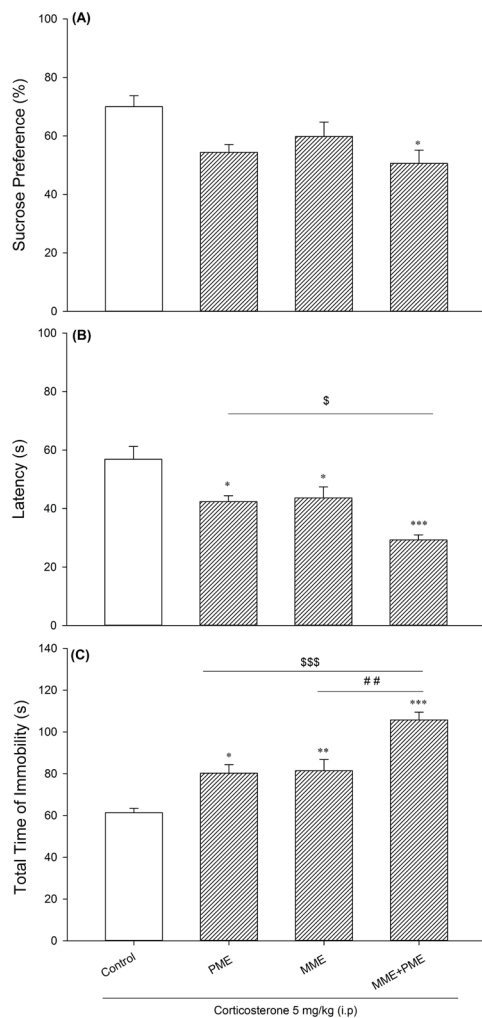 (A)
Sucrose Preference (%)
100
80
60
40
20
0
*
(B)
Latency (s)
100
80
60
40
20
0
$
*
*
***
(C)
Total Time of Immobility (s)
140
120
100
80
60
40
20
0
$$$
# #
***
*
**
Control
PME
MME
MME+PME
Corticosterone 5 mg/kg (i.p)